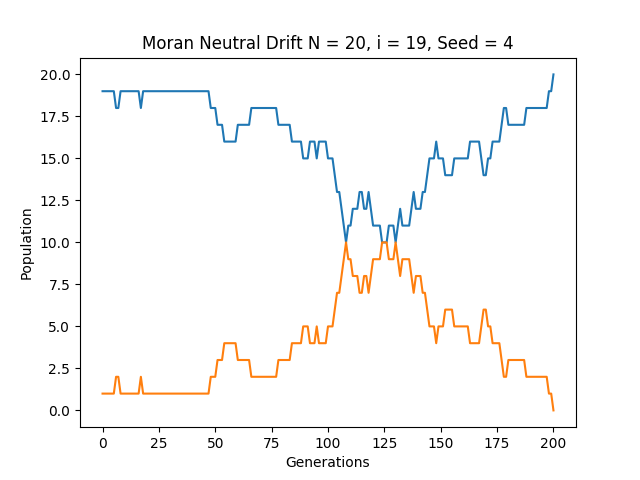 Moran Neutral Drift N = 20, i = 19, Seed = 4
20.0
17.5
15.0
12.5
10.0
7.5
5.0
2.5
0.0
Population
0 25 50 75 100 125 150 175 200
Generations